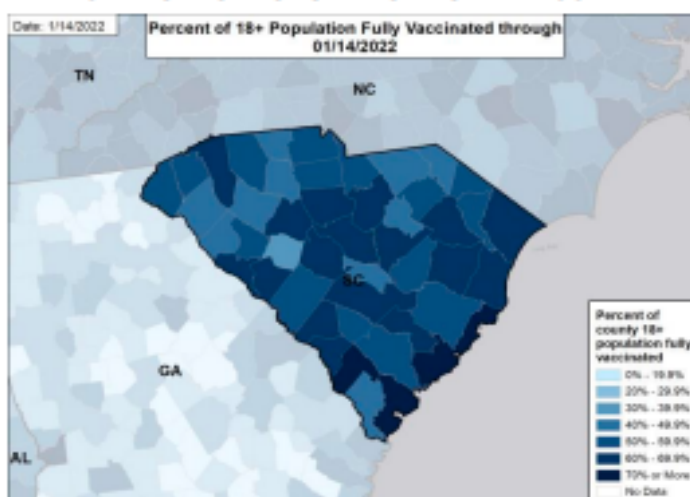 Date: 1/14/2022
Percent of 18+ Population Fully Vaccinated through
01/14/2022
TN
NC
SC
GA
AL
Percent of
county 18+
population fully
vaccinated
0% - 19.9%
20% - 29.9%
30% - 39.9%
40% - 49.9%
50% - 59.9%
60% - 69.9%
70% or More
No Data